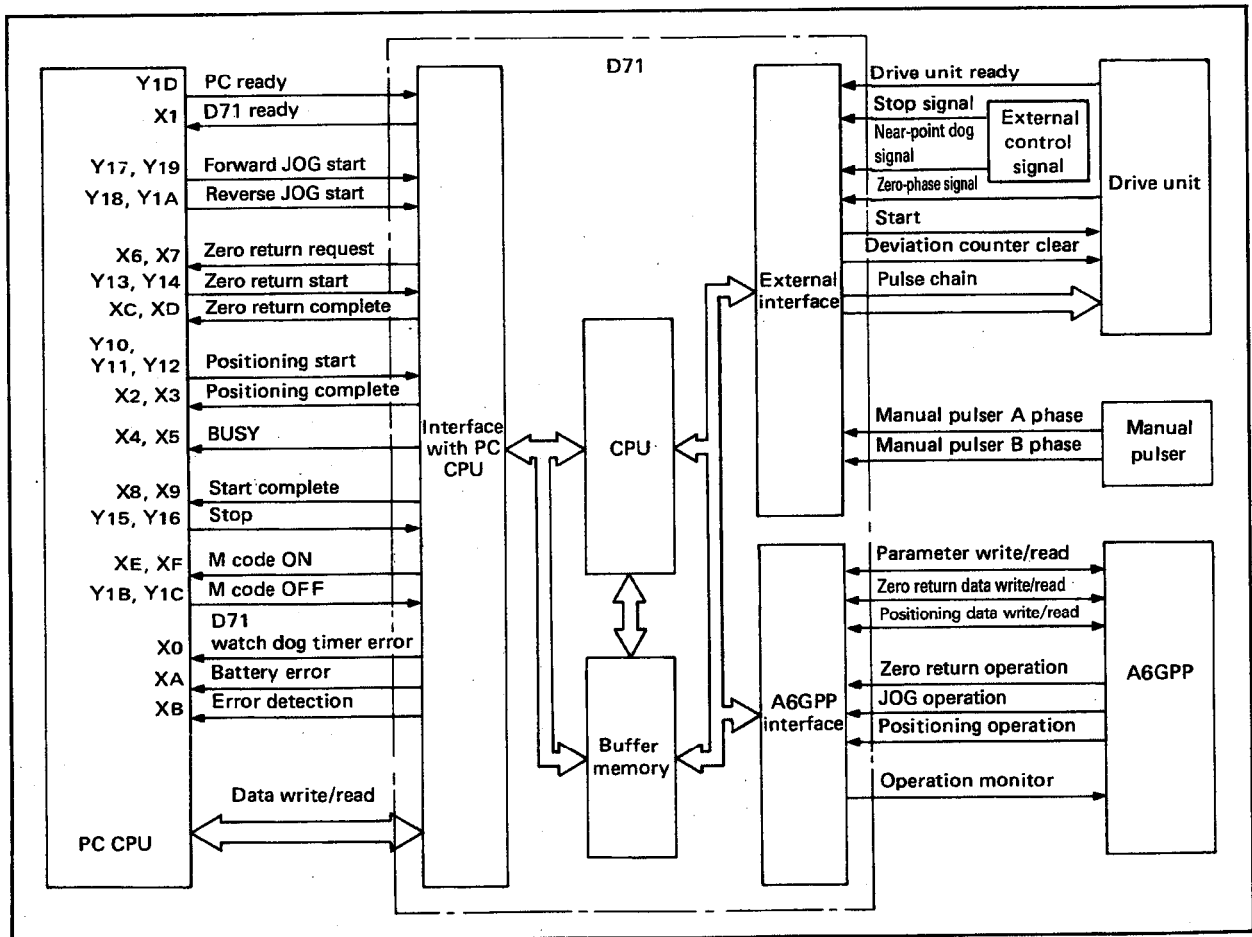 D71
Y1D PC ready
X1 D71 ready
Y17, Y19 Forward JOG start
Y18, Y1A Reverse JOG start
X6, X7 Zero return request
Y13, Y14 Zero return start
XC, XD Zero return complete
Y10,
Y11, Y12 Positioning start
X2, X3 Positioning complete
X4, X5 BUSY
X8, X9 Start complete
Y15, Y16 Stop
XE, XF M code ON
Y1B, Y1C M code OFF
D71
X0 watch dog timer error
XA Battery error
XB Error detection
Data write/read
PC CPU
Interface
with PC
CPU
CPU
Buffer
memory
External
interface
A6GPP
interface
Drive unit ready
Stop signal
Near-point dog
signal
Zero-phase signal
External
control
signal
Start
Deviation counter clear
Pulse chain
Drive unit
Manual pulser A phase
Manual pulser B phase
Manual
pulser
Parameter write/read
Zero return data write/read
Positioning data write/read
Zero return operation
JOG operation
Positioning operation
Operation monitor
A6GPP